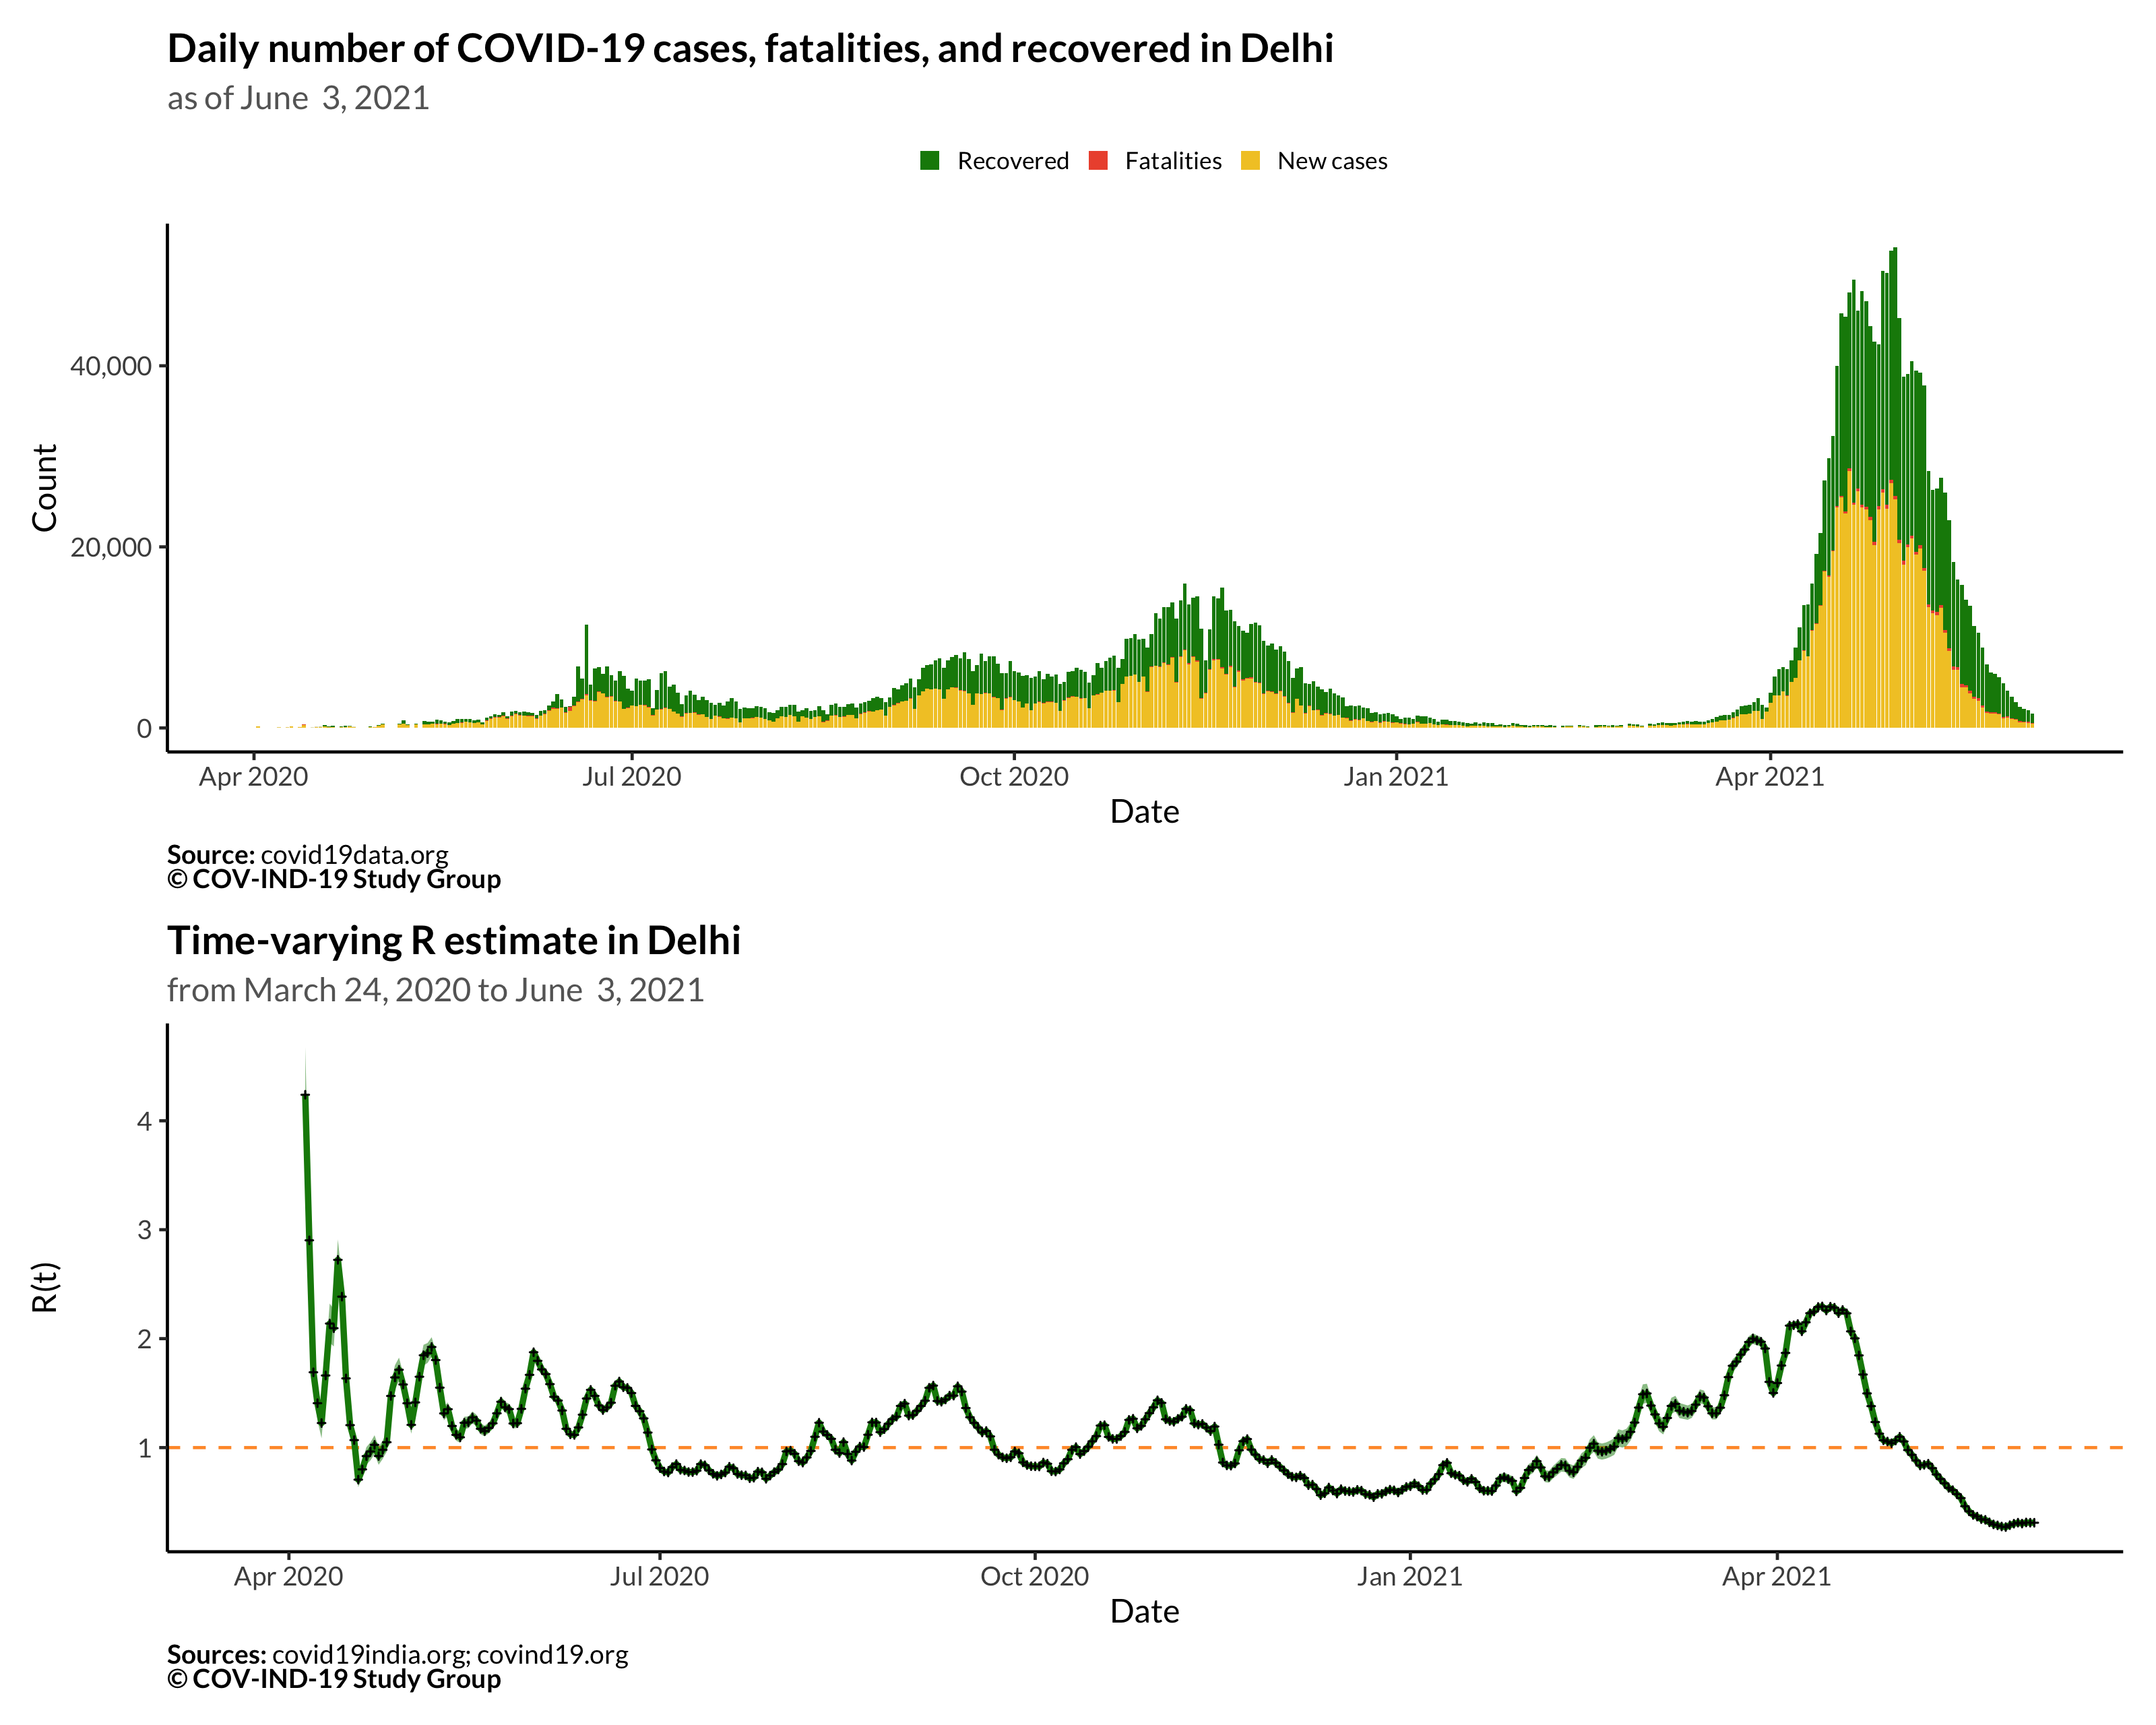 Daily number of COVID-19 cases, fatalities, and recovered in Delhi
as of June  3, 2021
Recovered Fatalities New cases
Count
40,000
20,000
0
Apr 2020 Jul 2020 Oct 2020 Jan 2021 Apr 2021
Date
Source: covid19data.org
© COV-IND-19 Study Group
Time-varying R estimate in Delhi
from March 24, 2020 to June  3, 2021
R(t)
4
3
2
1
Apr 2020 Jul 2020 Oct 2020 Jan 2021 Apr 2021
Date
Sources: covid19india.org; covind19.org
© COV-IND-19 Study Group